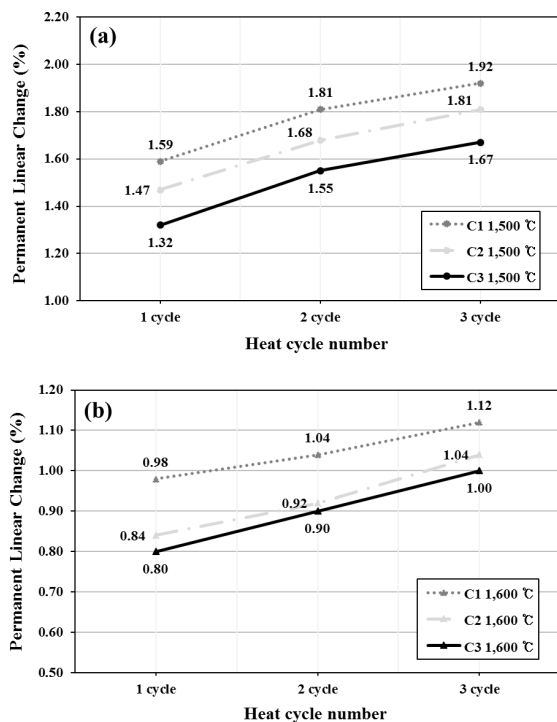 (a)
Permanent Linear Change (%)
2.20
2.00
1.80
1.60
1.40
1.20
1.00
1.59
1.81
1.92
1.47
1.68
1.81
1.32
1.55
1.67
C1 1,500 ℃
C2 1,500 ℃
C3 1,500 ℃
1 cycle
2 cycle
3 cycle
Heat cycle number
(b)
Permanent Linear Change (%)
1.20
1.10
1.00
0.90
0.80
0.70
0.60
0.50
0.98
1.04
1.12
0.84
0.92
1.04
0.80
0.90
1.00
C1 1,600 ℃
C2 1,600 ℃
C3 1,600 ℃
1 cycle
2 cycle
3 cycle
Heat cycle number